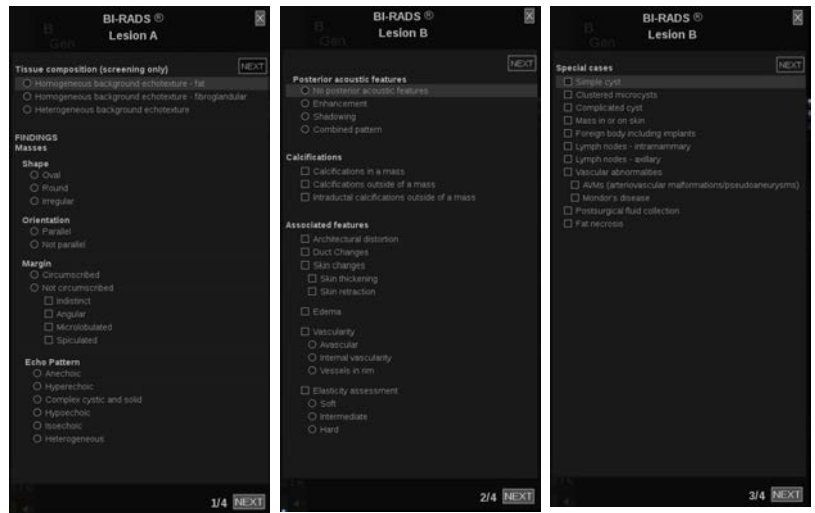 BI-RADS ®
Lesion A
X
B
Gen
NEXT
Tissue composition (screening only)
Homogeneous background echotexture - fat
Homogeneous background echotexture - fibroglandular
Heterogeneous background echotexture
FINDINGS
Masses
Shape
Oval
Round
Irregular
Orientation
Parallel
Not parallel
Margin
Circumscribed
Not circumscribed
Indistinct
Angular
Microlobulated
Spiculated
Echo Pattern
Anechoic
Hyperechoic
Complex cystic and solid
Hypoechoic
Isoechoic
Heterogeneous
1/4 NEXT
BI-RADS ®
Lesion B
X
B
Gen
NEXT
Posterior acoustic features
No posterior acoustic features
Enhancement
Shadowing
Combined pattern
Calcifications
Calcifications in a mass
Calcifications outside of a mass
Intraductal calcifications outside of a mass
Associated features
Architectural distortion
Duct Changes
Skin changes
Skin thickening
Skin retraction
Edema
Vascularity
Avascular
Internal vascularity
Vessels in rim
Elasticity assessment
Soft
Intermediate
Hard
2/4 NEXT
BI-RADS ®
Lesion B
X
B
Gen
NEXT
Special cases
Simple cyst
Clustered microcysts
Complicated cyst
Mass in or on skin
Foreign body including implants
Lymph nodes - intramammary
Lymph nodes - axillary
Vascular abnormalities
AVMs (arteriovascular malformations/pseudoaneurysms)
Mondor's disease
Postsurgical fluid collection
Fat necrosis
3/4 NEXT